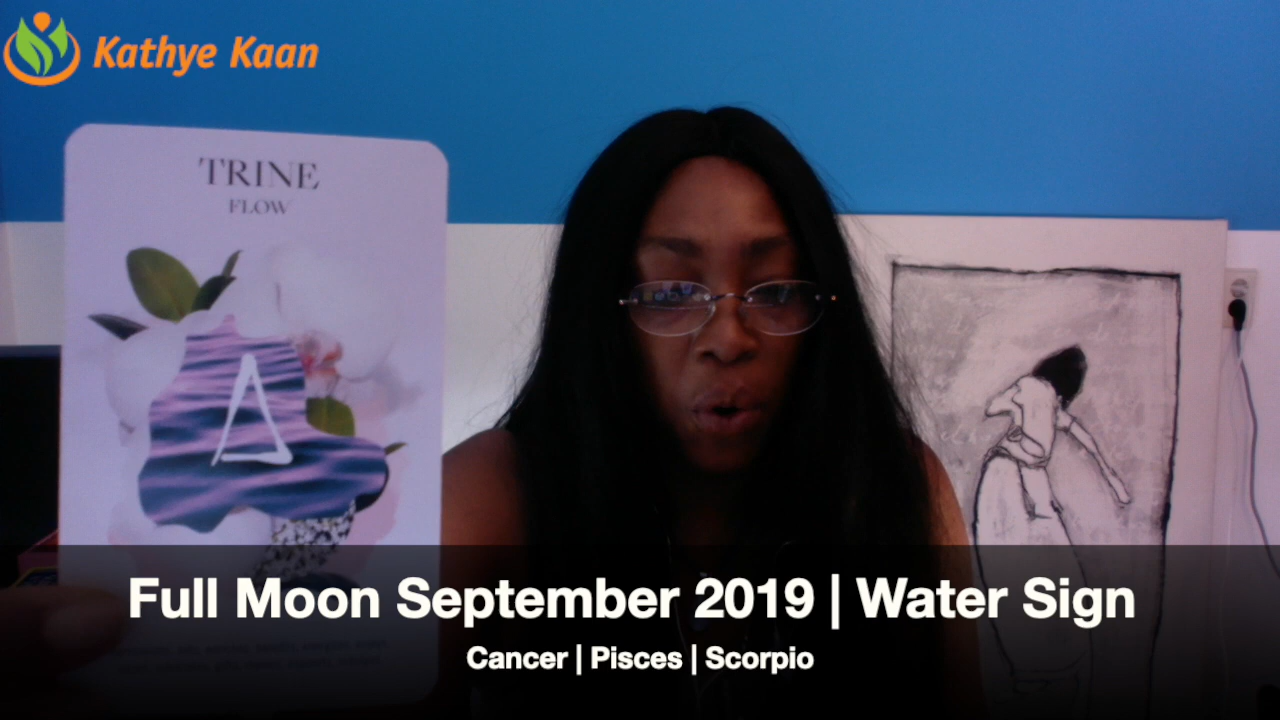 Kathye Kaan
TRINE
FLOW
Full Moon September 2019 | Water Sign
Cancer | Pisces | Scorpio